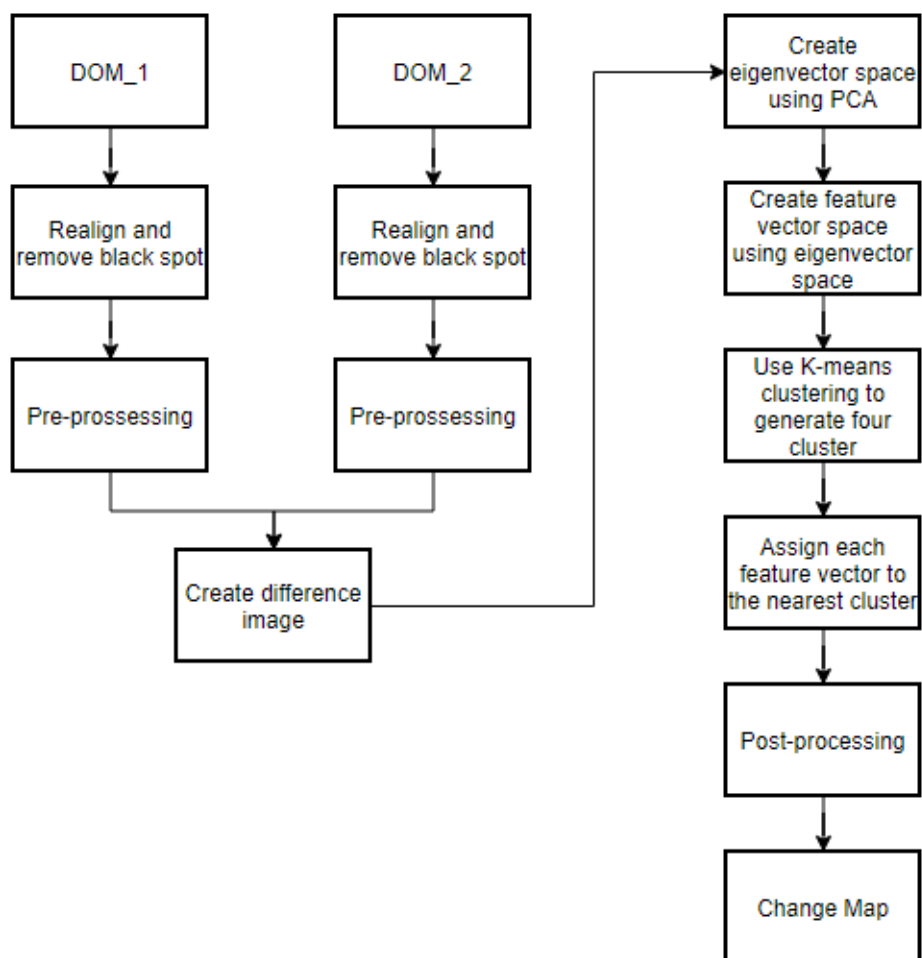 DOM_1
Realign and
remove black spot
Pre-prossessing
DOM_2
Realign and
remove black spot
Pre-prossessing
Create difference
image
Create
eigenvector space
using PCA
Create feature
vector space
using eigenvector
space
Use K-means
clustering to
generate four
cluster
Assign each
feature vector to
the nearest cluster
Post-processing
Change Map